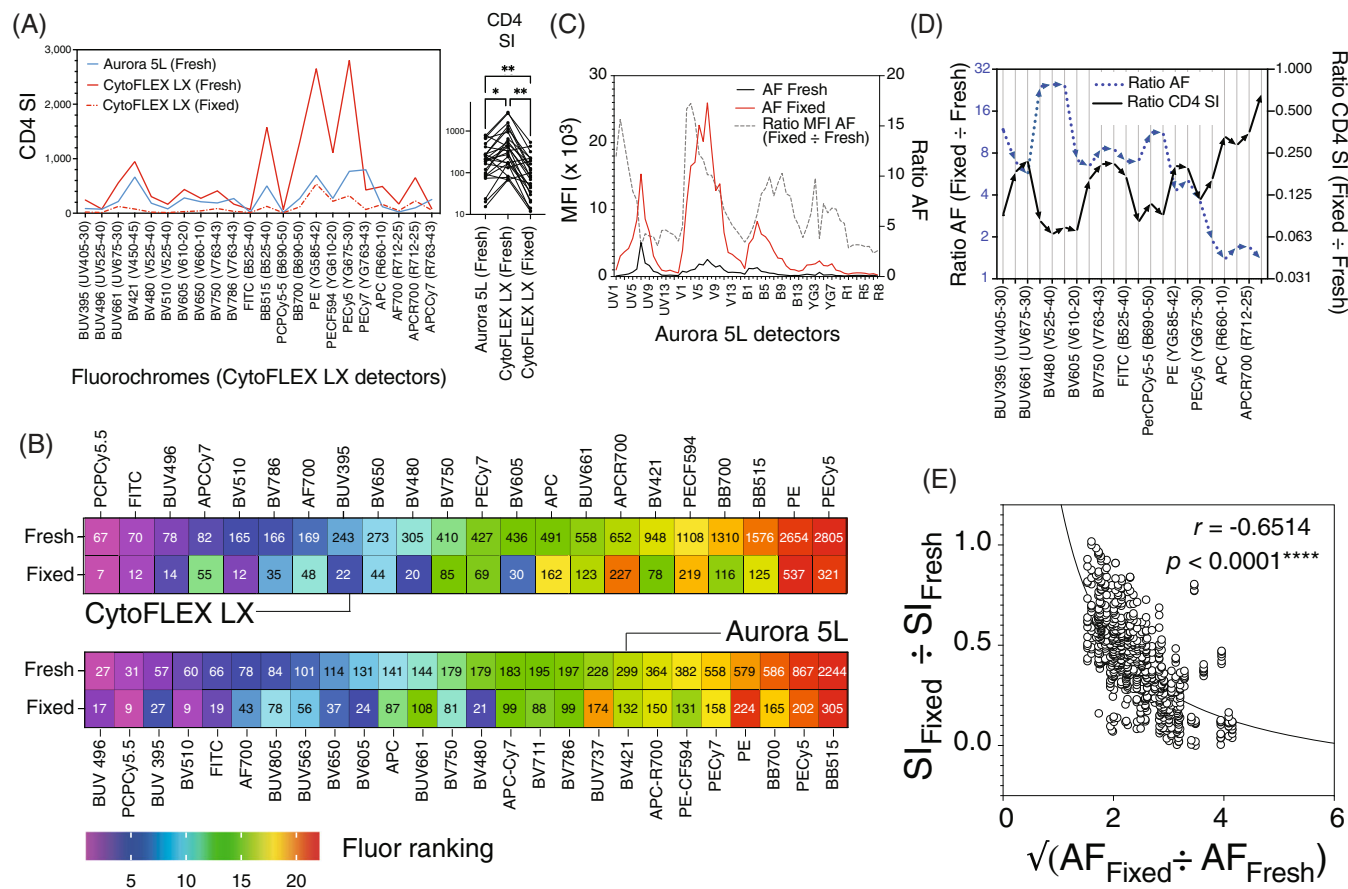 (A)
CD4 SI
3,000
2,000
1,000
0
Aurora 5L (Fresh)
CytoFLEX LX (Fresh)
CytoFLEX LX (Fixed)
BUV395 (UV405-30)
BUV496 (UV525-40)
BUV661 (UV675-30)
BV421 (V450-45)
BV480 (V525-40)
BV510 (V525-40)
BV605 (V610-20)
BV650 (V660-10)
BV750 (V763-43)
BV786 (V763-43)
FITC (B525-40)
BB515 (B525-40)
PCPCy5-5 (B690-50)
BB700 (B690-50)
PE (YG585-42)
PECF594 (YG610-20)
PECy5 (YG675-30)
PECy7 (YG763-43)
APC (R660-10)
AF700 (R712-25)
APCR700 (R712-25)
APCCy7 (R763-43)
Fluorochromes (CytoFLEX LX detectors)
CD4
SI
**
* **
1000
100
10
Aurora 5L (Fresh)
CytoFLEX LX (Fresh)
CytoFLEX LX (Fixed)
(C)
MFI (x 10³)
30
20
10
0
AF Fresh
AF Fixed
Ratio MFI AF
(Fixed ÷ Fresh)
20
15
10
5
0
Ratio AF
UV1
UV5
UV9
UV13
V1
V5
V9
V13
B1
B5
B9
B13
YG3
YG7
R1
R5
R8
Aurora 5L detectors
(D)
Ratio AF (Fixed ÷ Fresh)
32
16
8
4
2
1
Ratio AF
Ratio CD4 SI
1.000
0.500
0.250
0.125
0.063
0.031
Ratio CD4 SI (Fixed ÷ Fresh)
BUV395 (UV405-30)
BUV661 (UV675-30)
BV480 (V525-40)
BV605 (V610-20)
BV750 (V763-43)
FITC (B525-40)
PerCPCy5-5 (B690-50)
PE (YG585-42)
PECy5 (YG675-30)
APC (R660-10)
APCR700 (R712-25)
(B)
PCPCy5.5
FITC
BUV496
APCCy7
BV510
BV786
AF700
BUV395
BV650
BV480
BV750
PECy7
BV605
APC
BUV661
APCR700
BV421
PECF594
BB700
BB515
PE
PECy5
Fresh 67 70 78 82 165 166 169 243 273 305 410 427 436 491 558 652 948 1108 1310 1576 2654 2805
Fixed 7 12 14 55 12 35 48 22 44 20 85 69 30 162 123 227 78 219 116 125 537 321
CytoFLEX LX
Aurora 5L
Fresh 27 31 57 60 66 78 84 101 114 131 141 144 179 179 183 195 197 228 299 364 382 558 579 586 867 2244
Fixed 17 9 27 9 19 43 78 56 37 24 87 108 81 21 99 88 99 174 132 150 131 158 224 165 202 305
BUV 496
PCPCy5.5
BUV 395
BV510
FITC
AF700
BUV805
BUV563
BV650
BV605
APC
BUV661
BV750
BV480
APC-Cy7
BV711
BV786
BUV737
BV421
APC-R700
PE-CF594
PECy7
PE
BB700
PECy5
BB515
5 10 15 20
Fluor ranking
(E)
SI Fixed ÷ SI Fresh
1.0
0.5
0.0
r = -0.6514
p < 0.0001****
0 2 4 6
√(AF Fixed ÷ AF Fresh)